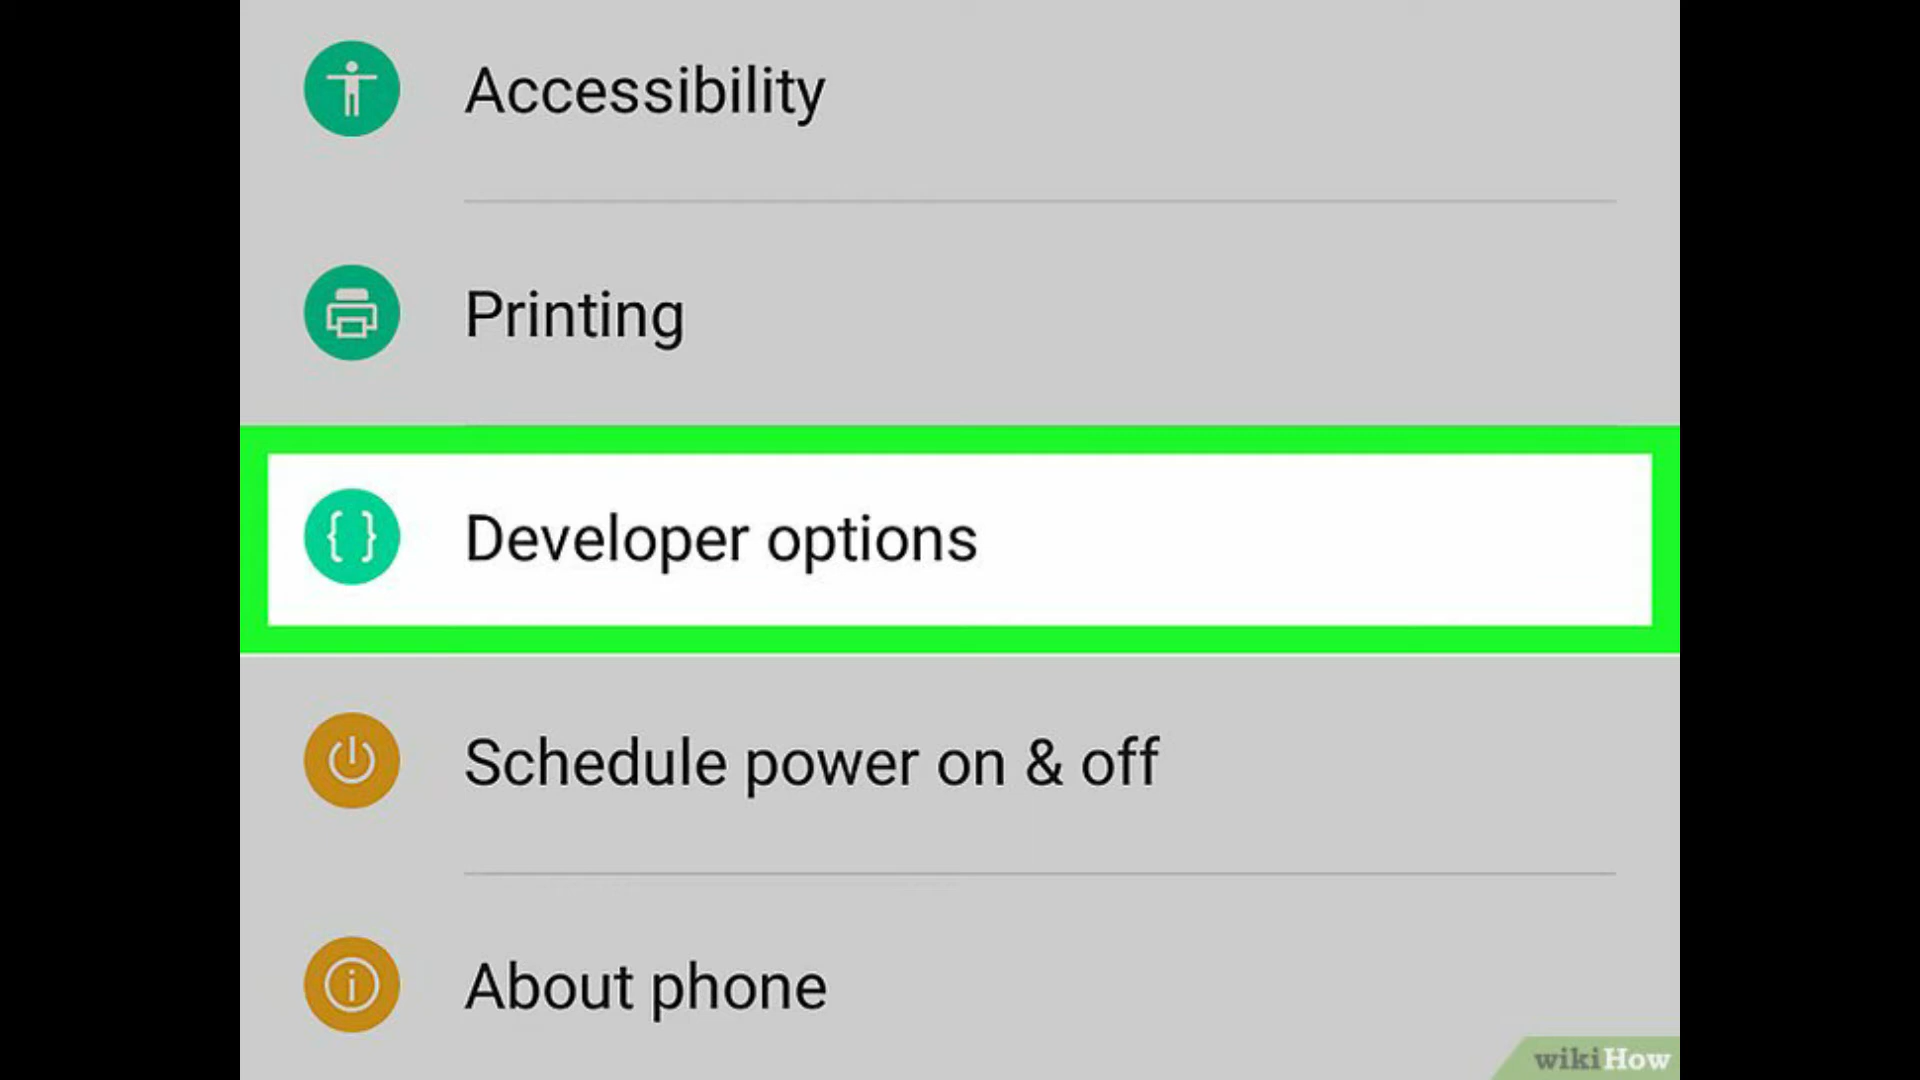 Accessibility
Printing
Developer options
Schedule power on & off
About phone
wikiHow